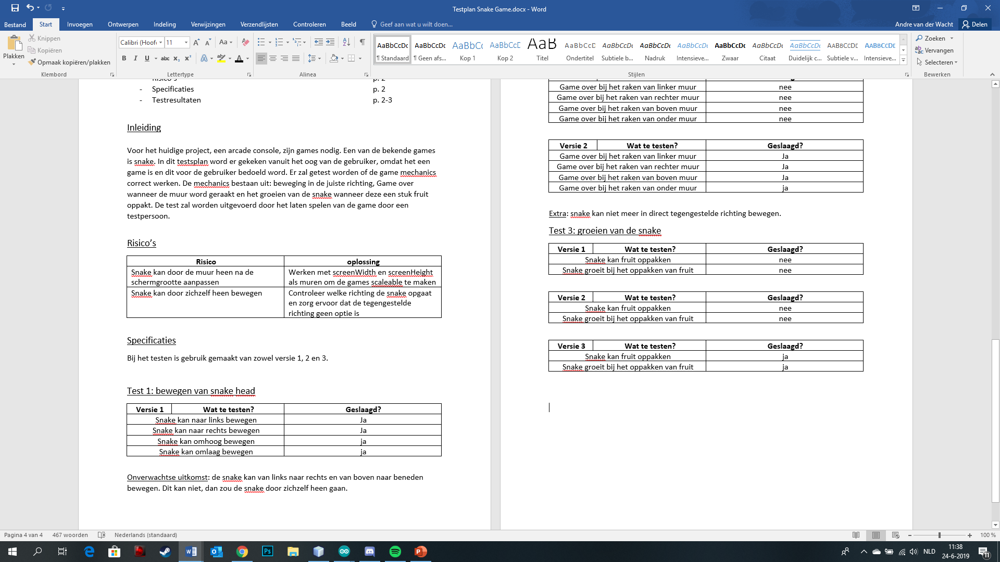 Testplan Snake Game.docx - Word
Bestand Start Invoegen Ontwerpen Indeling Verwijzingen Verzendlijsten Controleren Beeld Geef aan wat u wilt doen... Andre van der Wacht Delen
Plakken
Knippen
Kopiëren
Opmaak kopiëren/plakken
Klembord
Calibri (Hoof 11
Lettertype
Alinea
AaBbCcDc AaBbCcDc AaBbCc AaBbCcD AaB AaBbCcD AaBbCcDc AaBbCcDc AaBbCcDc AaBbCcDc AaBbCcDc AaBbCcDc AABBCCDE AABBCCDE
¶ Standaard ¶ Geen afs... Kop 1 Kop 2 Titel Ondertitel Subtiele b... Nadruk Intensieve... Zwaar Citaat Duidelijk c... Subtiele v... Intensieve...
Stijlen
Zoeken
Vervangen
Selecteren
Bewerken
- Risico's p. 2
- Specificaties p. 2
- Testresultaten p. 2-3
Inleiding
Voor het huidige project, een arcade console, zijn games nodig. Een van de bekende games
is snake. In dit testsplan word er gekeken vanuit het oog van de gebruiker, omdat het een
game is en dit voor de gebruiker bedoeld word. Er zal getest worden of de game mechanics
correct werken. De mechanics bestaan uit: beweging in de juiste richting, Game over
wanneer de muur word geraakt en het groeien van de snake wanneer deze een stuk fruit
oppakt. De test zal worden uitgevoerd door het laten spelen van de game door een
testpersoon.
Risico's
Risico oplossing
Snake kan door de muur heen na de
schermgrootte aanpassen
Werken met screenWidth en screenHeight
als muren om de games scaleable te maken
Snake kan door zichzelf heen bewegen
Controleer welke richting de snake opgaat
en zorg ervoor dat de tegengestelde
richting geen optie is
Specificaties
Bij het testen is gebruik gemaakt van zowel versie 1, 2 en 3.
Test 1: bewegen van snake head
Versie 1 Wat te testen? Geslaagd?
Snake kan naar links bewegen Ja
Snake kan naar rechts bewegen Ja
Snake kan omhoog bewegen ja
Snake kan omlaag bewegen ja
Onverwachtse uitkomst: de snake kan van links naar rechts en van boven naar beneden
bewegen. Dit kan niet, dan zou de snake door zichzelf heen gaan.
Game over bij het raken van linker muur nee
Game over bij het raken van rechter muur nee
Game over bij het raken van boven muur nee
Game over bij het raken van onder muur nee
Versie 2 Wat te testen? Geslaagd?
Game over bij het raken van linker muur Ja
Game over bij het raken van rechter muur Ja
Game over bij het raken van boven muur Ja
Game over bij het raken van onder muur ja
Extra: snake kan niet meer in direct tegengestelde richting bewegen.
Test 3: groeien van de snake
Versie 1 Wat te testen? Geslaagd?
Snake kan fruit oppakken nee
Snake groeit bij het oppakken van fruit nee
Versie 2 Wat te testen? Geslaagd?
Snake kan fruit oppakken nee
Snake groeit bij het oppakken van fruit nee
Versie 3 Wat te testen? Geslaagd?
Snake kan fruit oppakken ja
Snake groeit bij het oppakken van fruit ja
Pagina 4 van 4 467 woorden Nederlands (standaard) 100 %
NLD
11:38
24-6-2019
11